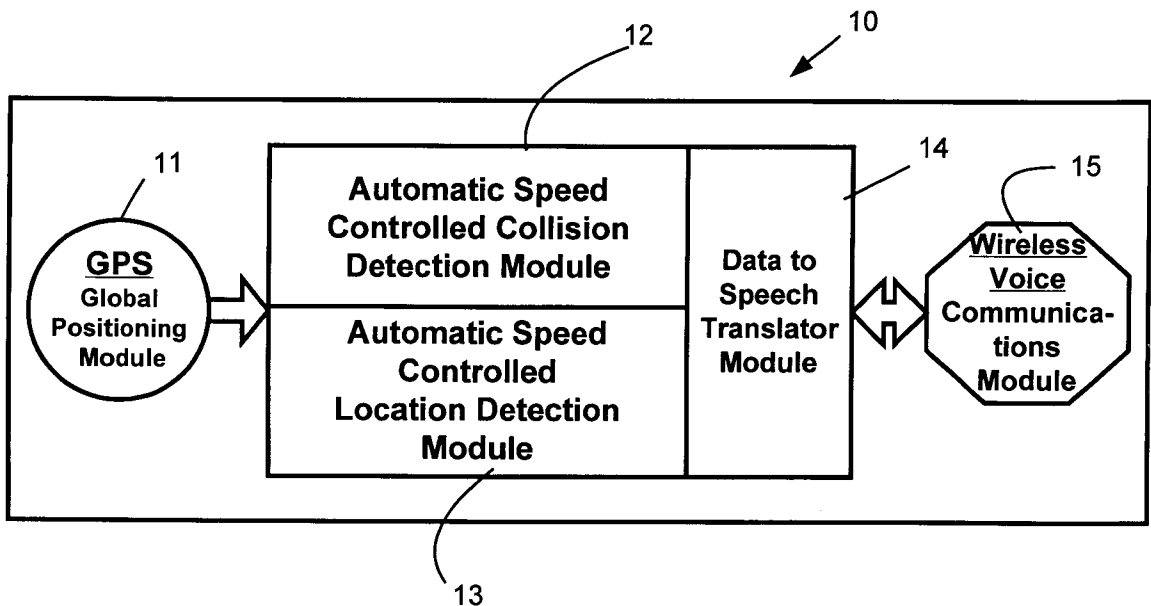 10
12
11
14
15
GPS
Global
Positioning
Module
Automatic Speed
Controlled Collision
Detection Module
Automatic Speed
Controlled
Location Detection
Module
Data to
Speech
Translator
Module
Wireless
Voice
Communica-
tions
Module
13